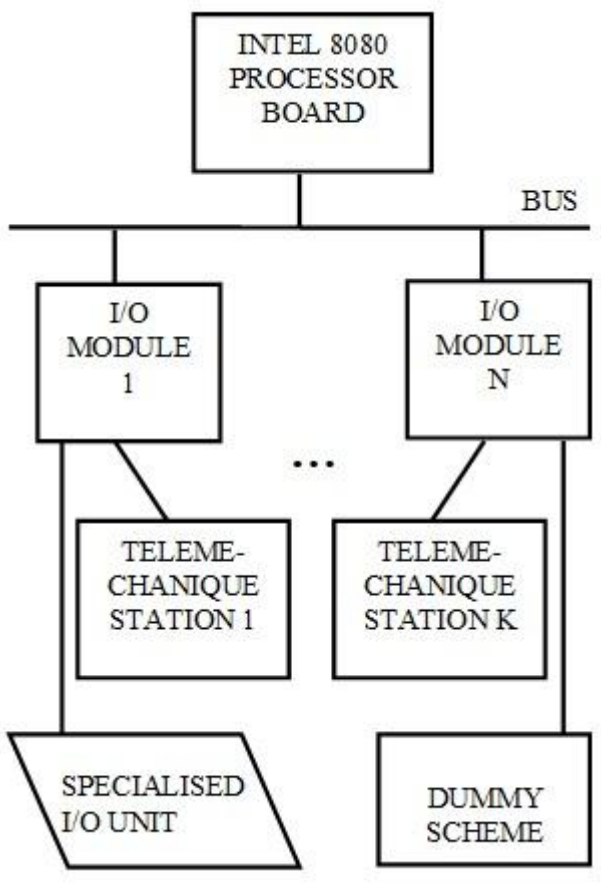 INTEL 8080
PROCESSOR
BOARD
BUS
I/O
MODULE
1
I/O
MODULE
N
...
TELEME-
CHANIQUE
STATION 1
TELEME-
CHANIQUE
STATION K
SPECIALISED
I/O UNIT
DUMMY
SCHEME